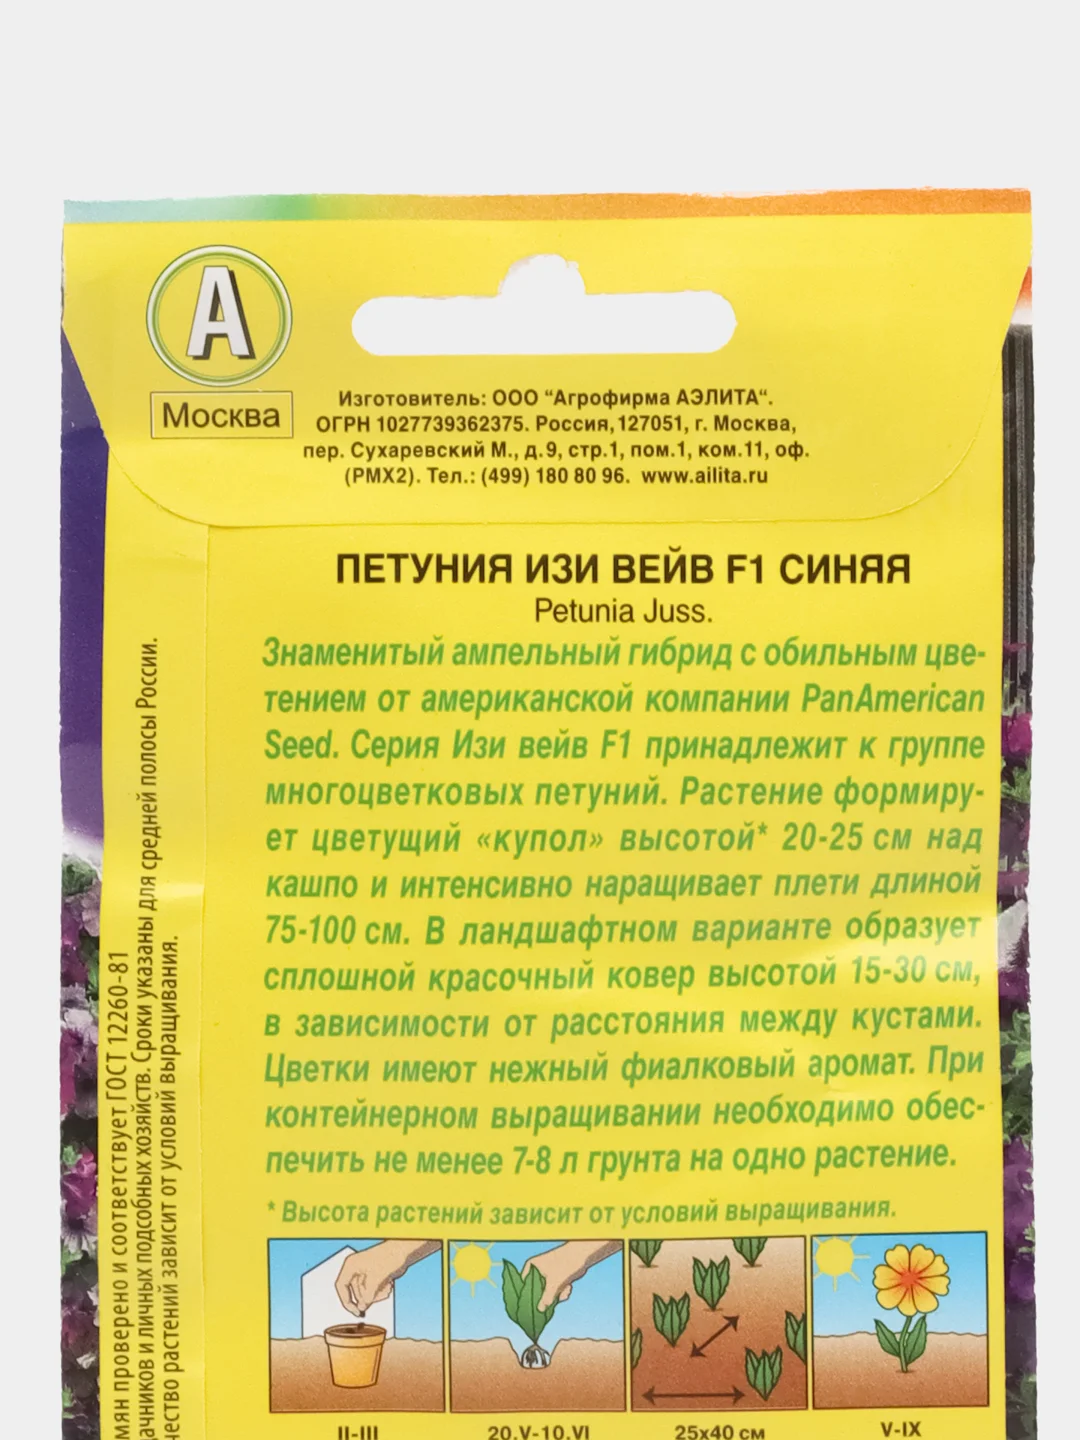 А
Москва
Изготовитель: ООО “Агрофирма АЭЛИТА“.
ОГРН 1027739362375. Россия,127051, г. Москва,
пер. Сухаревский М., д.9, стр.1, пом.1, ком.11, оф.
(РМХ2). Тел.: (499) 180 80 96. www.ailita.ru
ПЕТУНИЯ ИЗИ ВЕЙВ F1 СИНЯЯ
Petunia Juss.
Знаменитый ампельный гибрид с обильным цве-
тением от американской компании PanAmerican
Seed. Серия Изи вейв F1 принадлежит к группе
многоцветковых петуний. Растение формиру-
ет цветущий «купол» высотой* 20-25 см над
кашпо и интенсивно наращивает плети длиной
75-100 см. В ландшафтном варианте образует
сплошной красочный ковер высотой 15-30 см,
в зависимости от расстояния между кустами.
Цветки имеют нежный фиалковый аромат. При
контейнерном выращивании необходимо обес-
печить не менее 7-8 л грунта на одно растение.
* Высота растений зависит от условий выращивания.
II-III
20.V-10.VI
25х40 см
V-IX
мян проверено и соответствует ГОСТ 12260-81
дачников и личных подсобных хозяйств. Сроки указаны для средней полосы России.
чество растений зависит от условий выращивания.